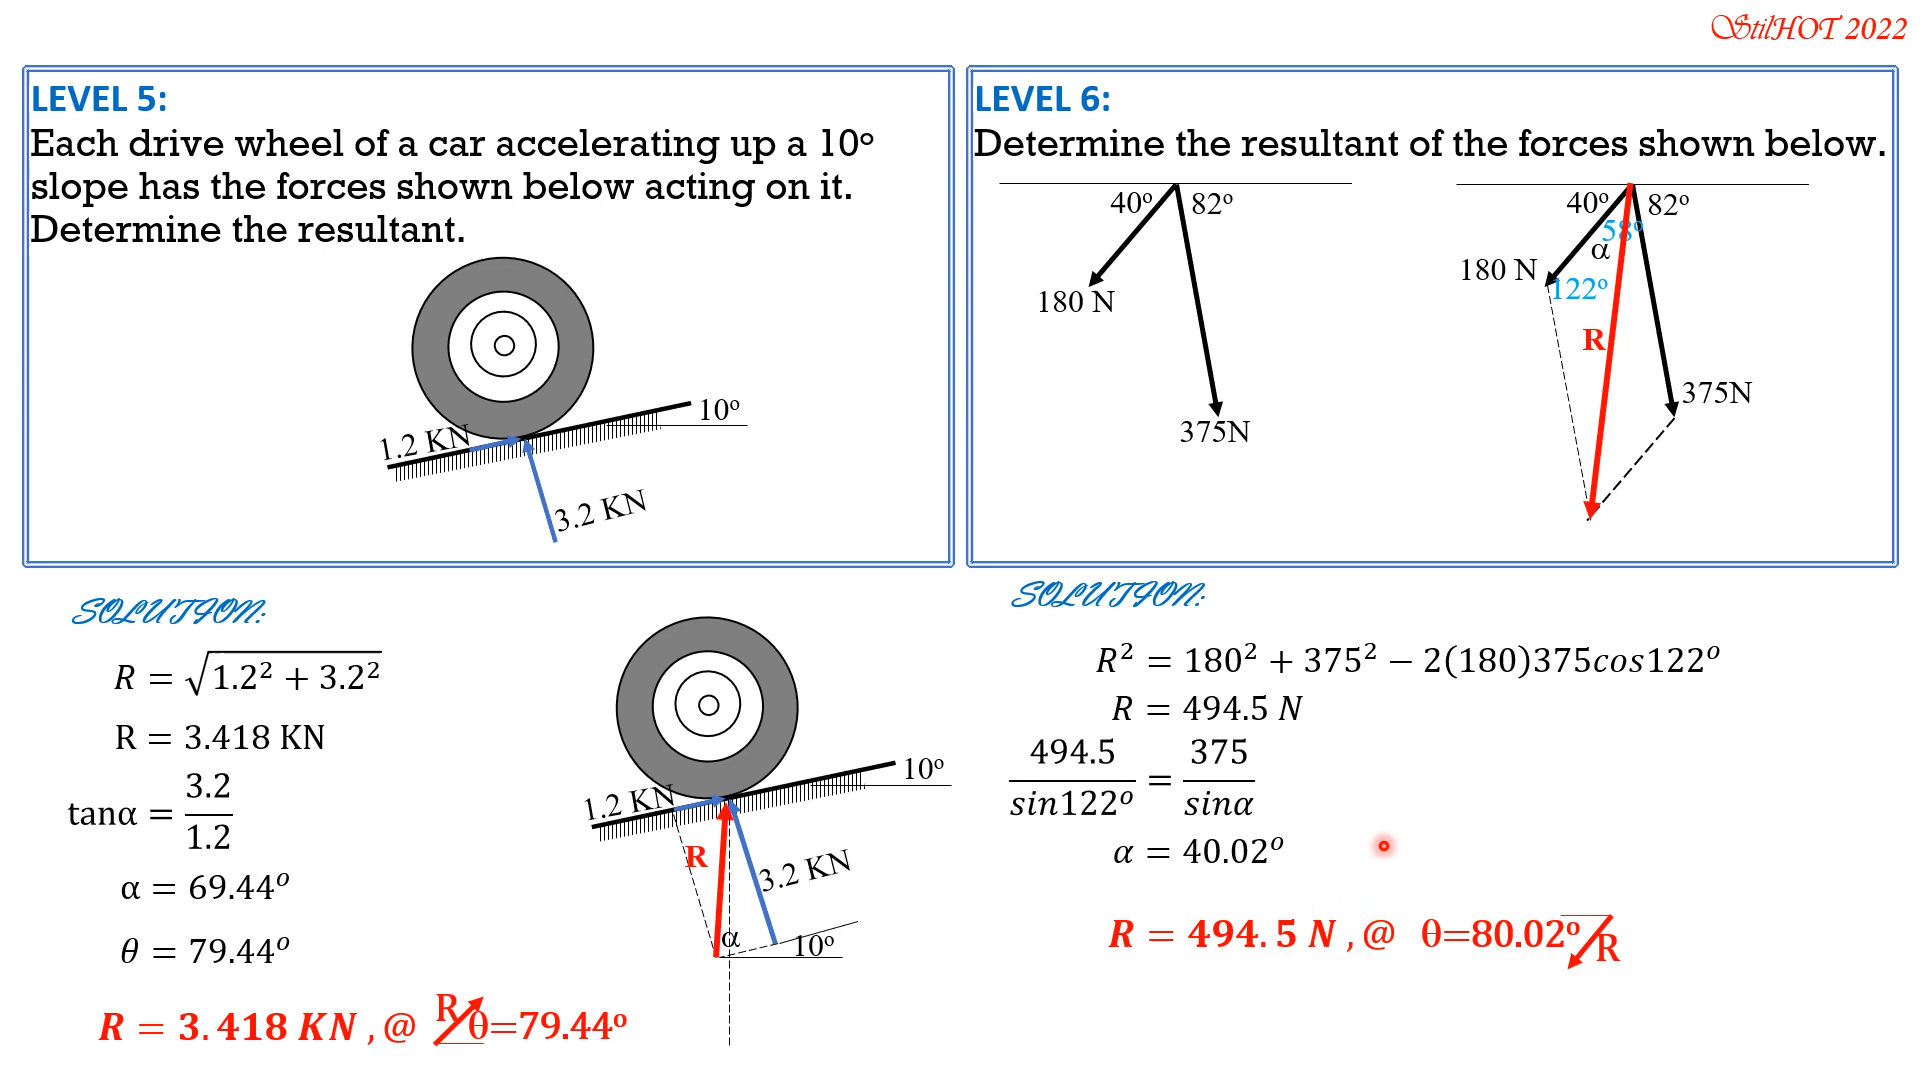 StilHOT 2022
LEVEL 5:
Each drive wheel of a car accelerating up a 10º
slope has the forces shown below acting on it.
Determine the resultant.
10º
1.2 KN
3.2 KN
LEVEL 6:
Determine the resultant of the forces shown below.
40º 82º
180 N
375N
40º 82º
58º
α
180 N
122º
R
375N
SOLUTION:
R = √(1.2² + 3.2²)
R = 3.418 KN
tanα = 3.2/1.2
α = 69.44º
θ = 79.44º
R = 3.418 KN , @ R θ=79.44º
10º
1.2 KN
R
3.2 KN
α
10º
SOLUTION:
R² = 180² + 375² − 2(180)375cos122º
R = 494.5 N
494.5/sin122º = 375/sinα
α = 40.02º
R = 494.5 N , @ θ=80.02º R